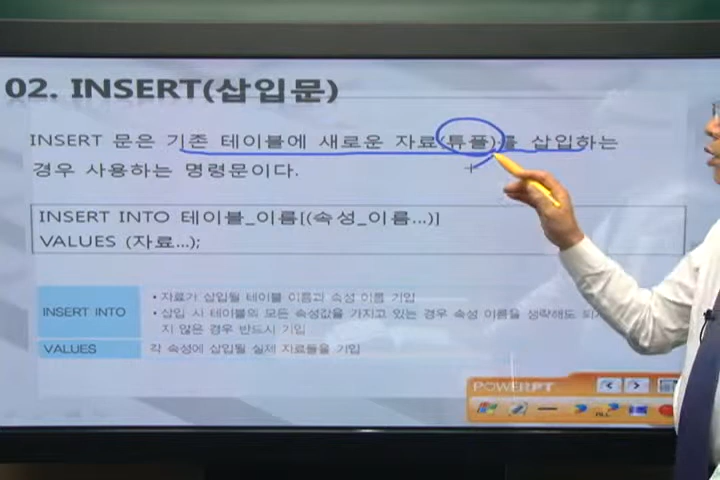 02. INSERT(삽입문)
INSERT 문은 기존 테이블에 새로운 자료(튜플)를 삽입하는
경우 사용하는 명령문이다.
INSERT INTO 테이블_이름[(속성_이름...)]
VALUES (자료...);
INSERT INTO
• 자료가 삽입될 테이블 이름과 속성 이름 기입
• 삽입 시 테이블의 모든 속성값을 가지고 있는 경우 속성 이름을 생략해도 되
지 않은 경우 반드시 기입
VALUES
각 속성에 삽입될 실제 자료들을 기입
POWERPT
ALL